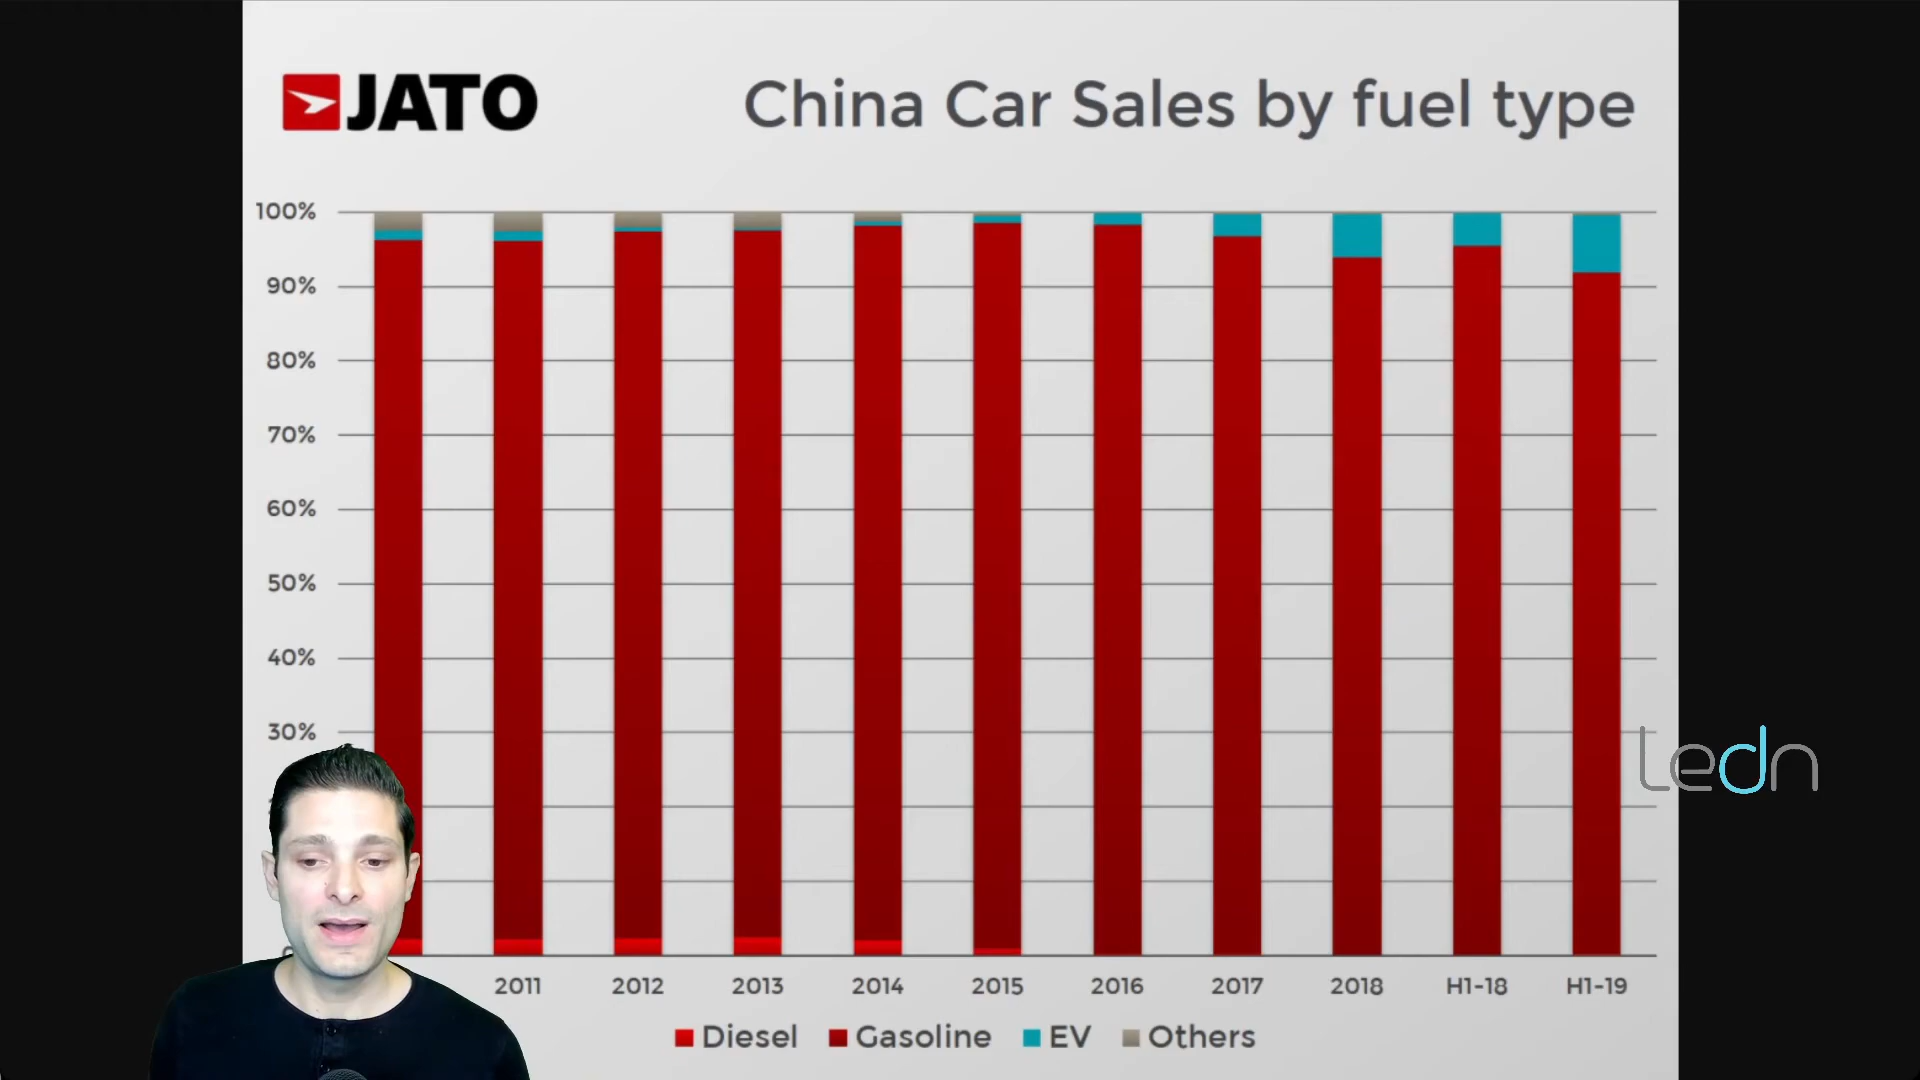 JATO
China Car Sales by fuel type
100%
90%
80%
70%
60%
50%
40%
30%
ledn
2011 2012 2013 2014 2015 2016 2017 2018 H1-18 H1-19
Diesel Gasoline EV Others